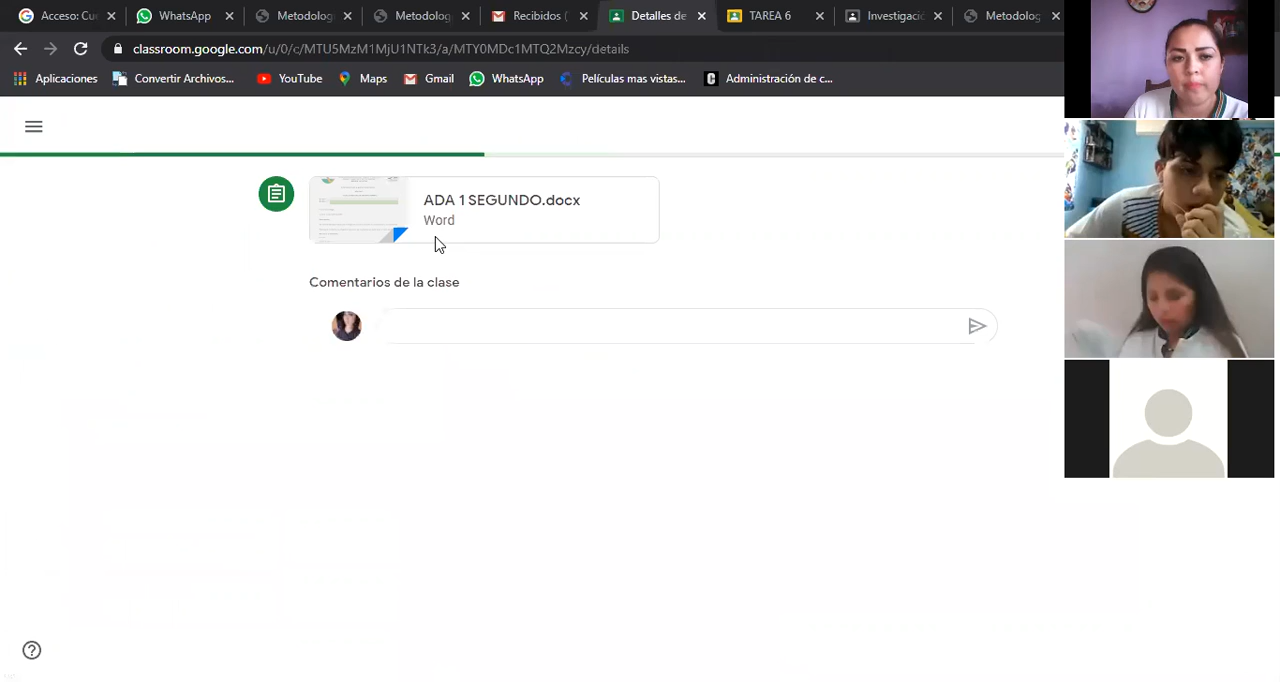 Acceso: Cu
WhatsApp
Metodolog
Metodolog
Recibidos (
Detalles de
TAREA 6
Investigaci
Metodolog
classroom.google.com/u/0/c/MTU5MzM1MjU1NTk3/a/MTY0MDc1MTQ2Mzcy/details
Aplicaciones
Convertir Archivos...
YouTube
Maps
Gmail
WhatsApp
Películas mas vistas...
Administración de c...
ADA 1 SEGUNDO.docx
Word
Comentarios de la clase